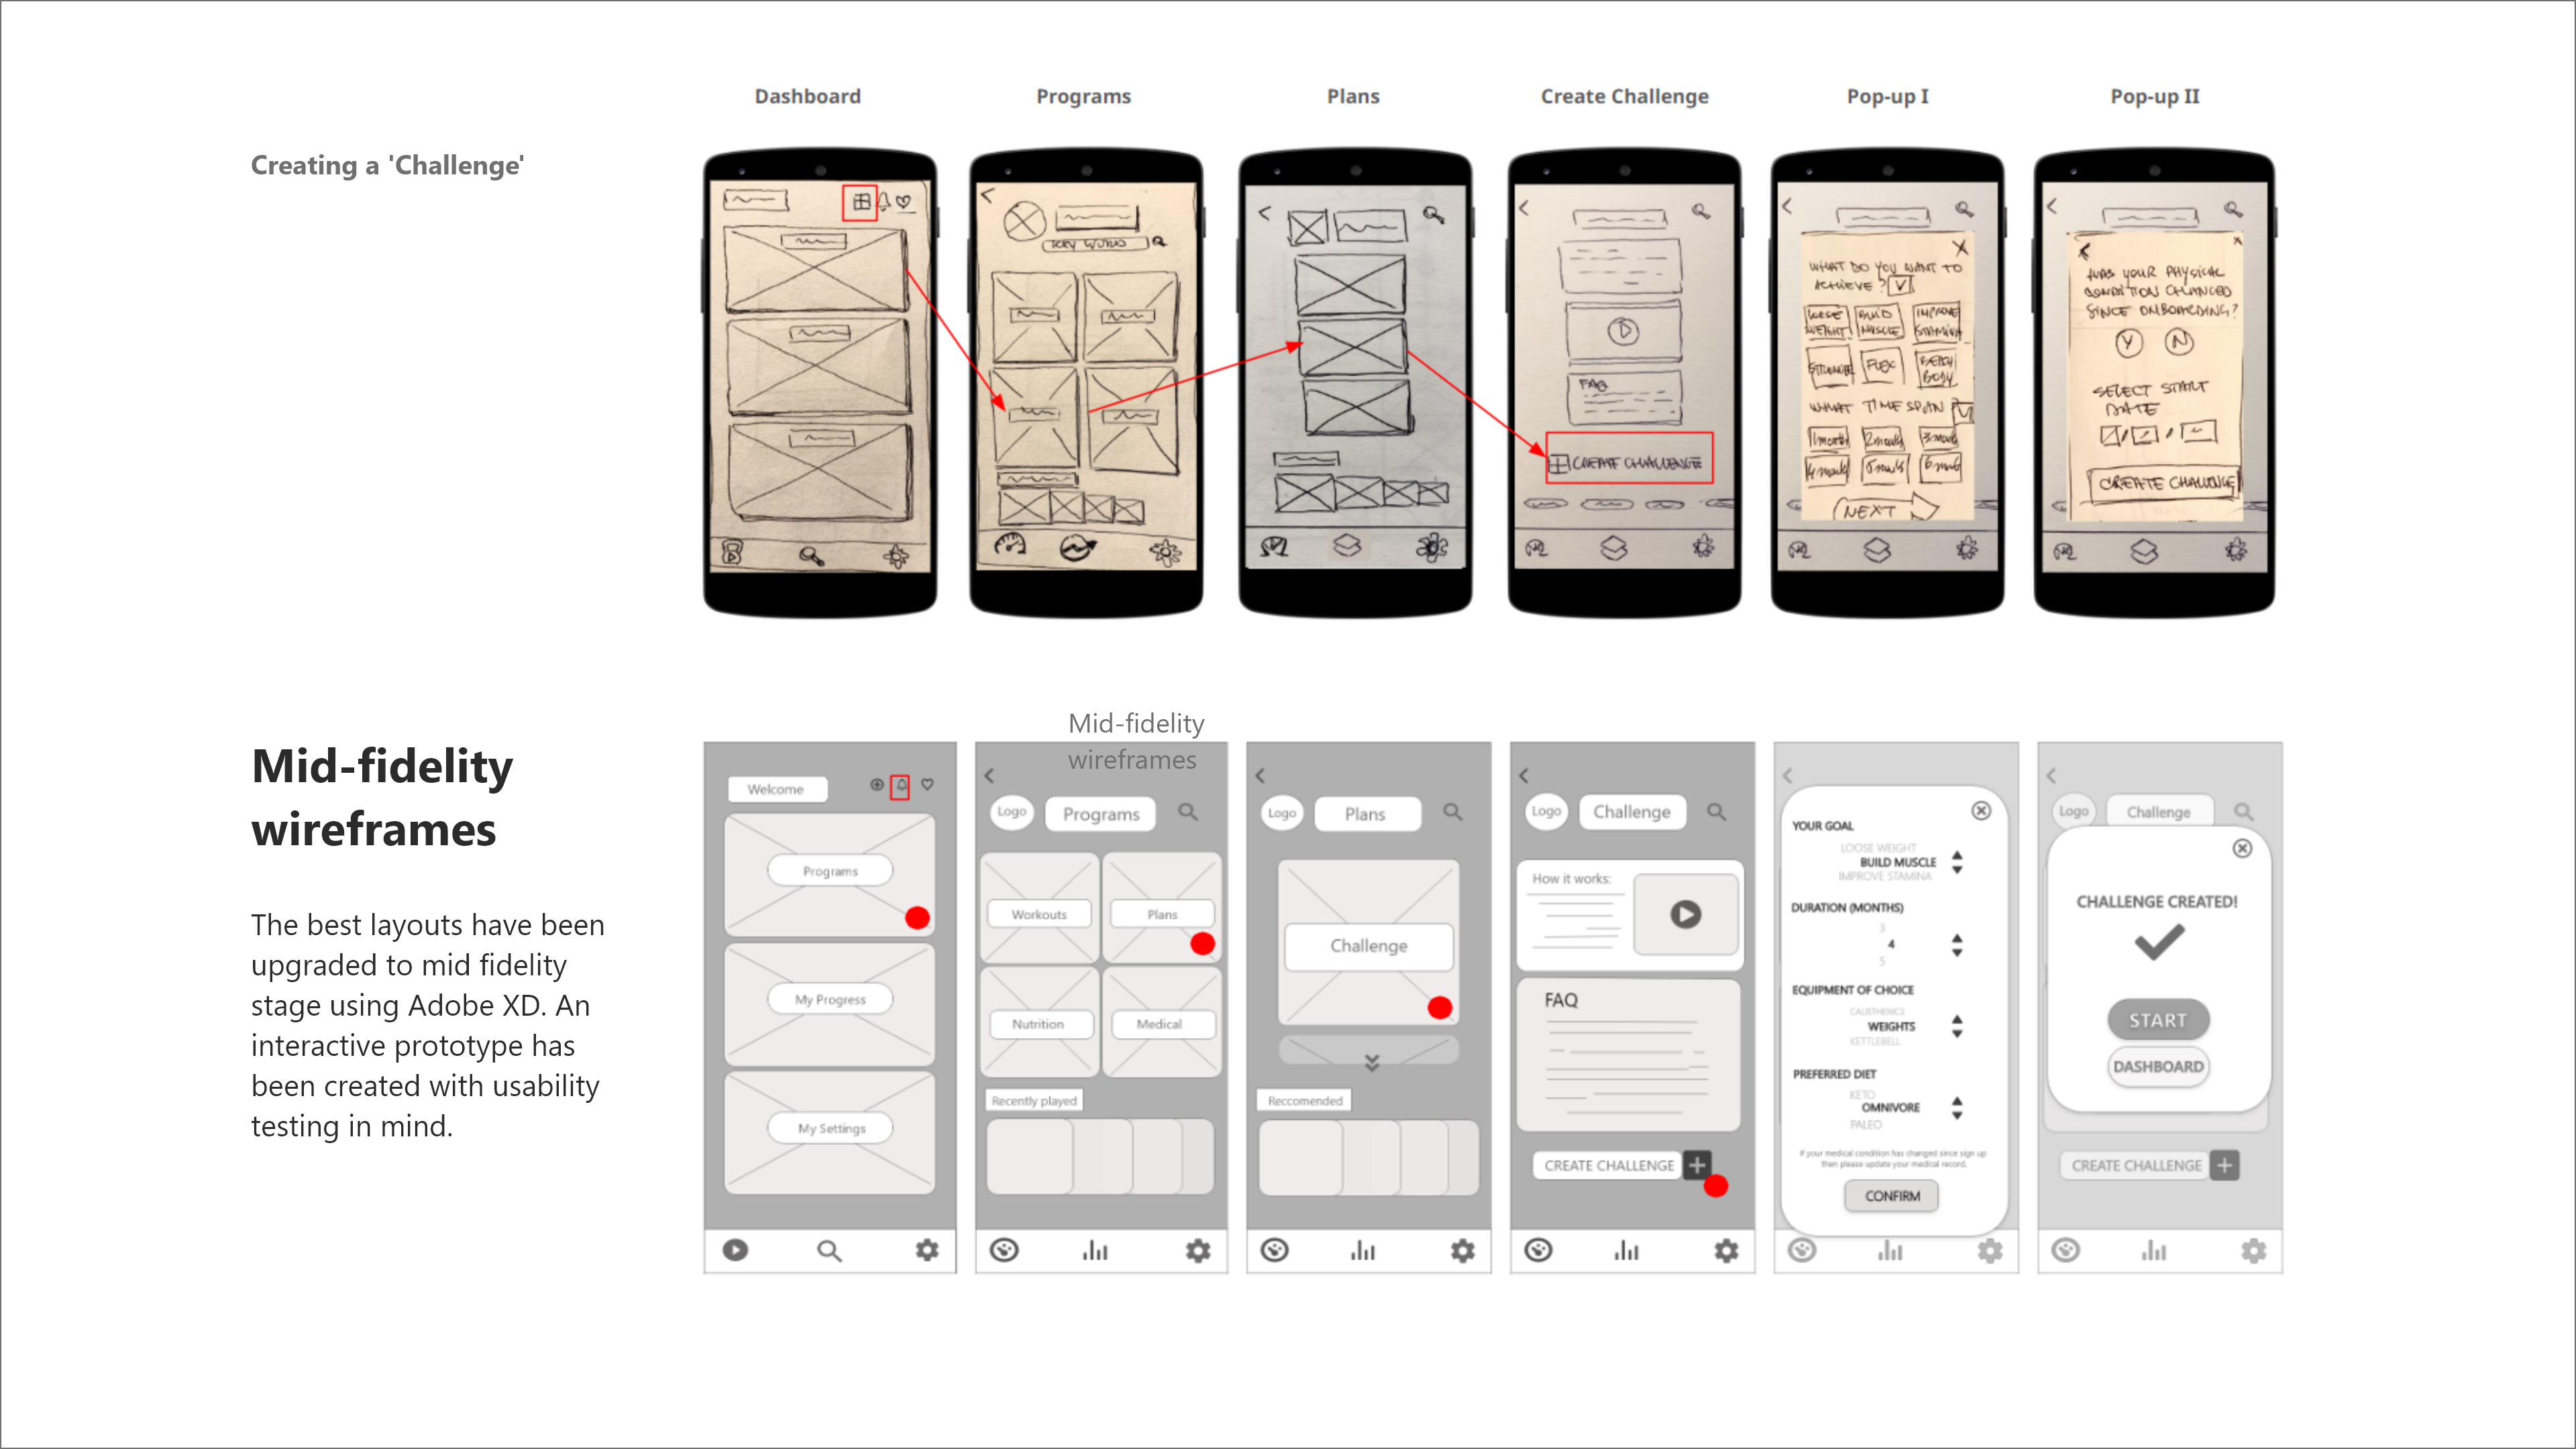 Dashboard
Programs
Plans
Create Challenge
Pop-up I
Pop-up II
Creating a 'Challenge'
KEY WORD
FAQ
CREATE CHALLENGE
WHAT DO YOU WANT TO
ACHIEVE?
LOOSE
WEIGHT
BUILD
MUSCLE
IMPROVE
STAMINA
STRONGER
FLEX
BEACH
BODY
WHAT TIME SPAN
1 month
2 month
3 month
4 month
5 month
6 month
NEXT
HAS YOUR PHYSICAL
CONDITION CHANGED
SINCE ONBOARDING?
Y
N
SELECT START
DATE
CREATE CHALLENGE
Mid-fidelity
wireframes
The best layouts have been
upgraded to mid fidelity
stage using Adobe XD. An
interactive prototype has
been created with usability
testing in mind.
Mid-fidelity
wireframes
Welcome
Programs
My Progress
My Settings
Logo
Programs
Workouts
Plans
Nutrition
Medical
Recently played
Logo
Plans
Challenge
Reccomended
Logo
Challenge
How it works:
FAQ
CREATE CHALLENGE
YOUR GOAL
LOOSE WEIGHT
BUILD MUSCLE
IMPROVE STAMINA
DURATION (MONTHS)
3
4
5
EQUIPMENT OF CHOICE
CALISTHENICS
WEIGHTS
KETTLEBELL
PREFERRED DIET
KETO
OMNIVORE
PALEO
If your medical condition has changed since sign up
then please update your medical record.
CONFIRM
Logo
Challenge
CHALLENGE CREATED!
START
DASHBOARD
CREATE CHALLENGE